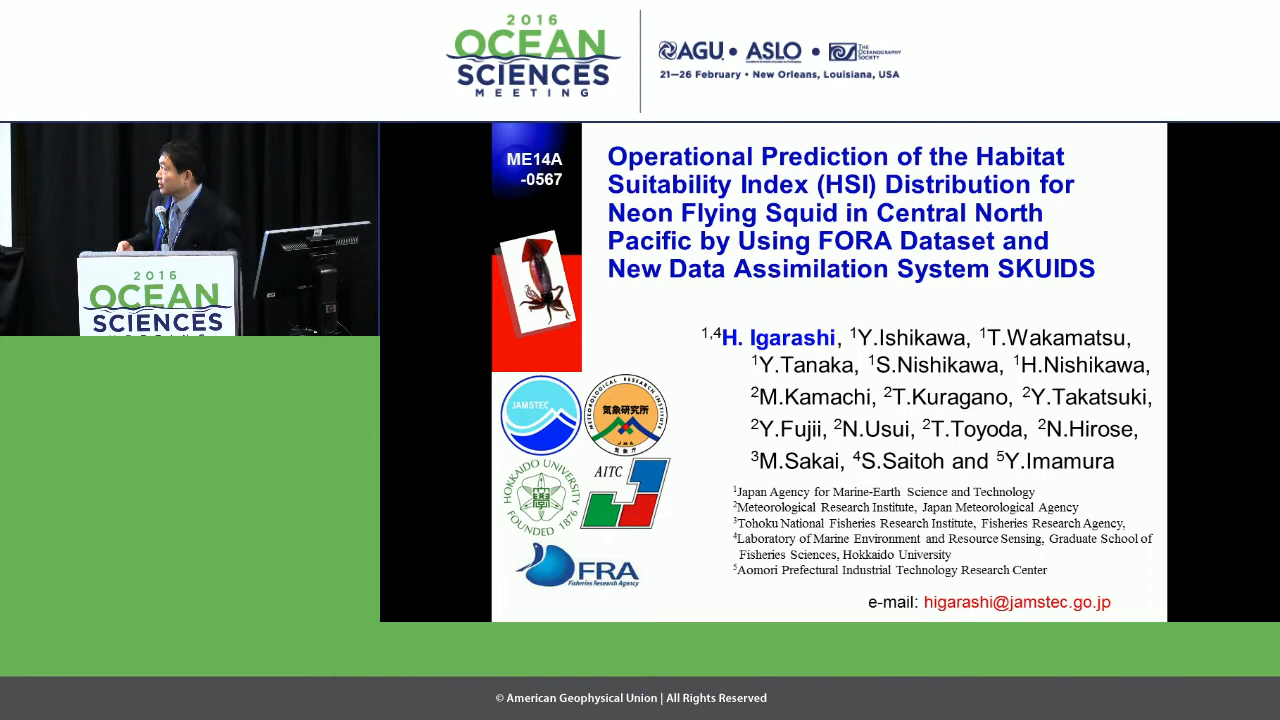 2016
OCEAN
SCIENCES
MEETING
AGU • ASLO • THE OCEANOGRAPHY SOCIETY
21—26 February • New Orleans, Louisiana, USA
2016
OCEAN
SCIENCES
ME14A
-0567
Operational Prediction of the Habitat
Suitability Index (HSI) Distribution for
Neon Flying Squid in Central North
Pacific by Using FORA Dataset and
New Data Assimilation System SKUIDS
1,4H. Igarashi, 1Y.Ishikawa, 1T.Wakamatsu,
1Y.Tanaka, 1S.Nishikawa, 1H.Nishikawa,
2M.Kamachi, 2T.Kuragano, 2Y.Takatsuki,
2Y.Fujii, 2N.Usui, 2T.Toyoda, 2N.Hirose,
3M.Sakai, 4S.Saitoh and 5Y.Imamura
JAMSTEC
METEOROLOGICAL RESEARCH INSTITUTE
気象研究所
JMA
気象庁
HOKKAIDO UNIVERSITY
FOUNDED 1876
AITC
FRA
Fisheries Research Agency
1Japan Agency for Marine-Earth Science and Technology
2Meteorological Research Institute, Japan Meteorological Agency
3Tohoku National Fisheries Research Institute, Fisheries Research Agency,
4Laboratory of Marine Environment and Resource Sensing, Graduate School of
Fisheries Sciences, Hokkaido University
5Aomori Prefectural Industrial Technology Research Center
e-mail: higarashi@jamstec.go.jp
© American Geophysical Union | All Rights Reserved